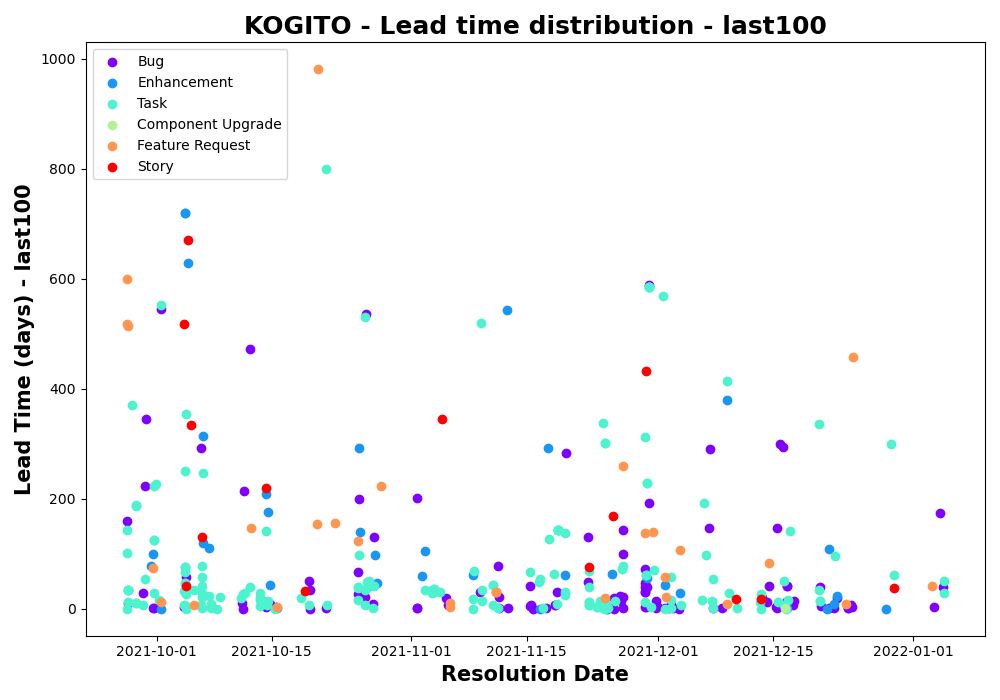 KOGITO - Lead time distribution - last100
Bug
Enhancement
Task
Component Upgrade
Feature Request
Story
1000
800
600
400
200
0
Lead Time (days) - last100
2021-10-01 2021-10-15 2021-11-01 2021-11-15 2021-12-01 2021-12-15 2022-01-01
Resolution Date